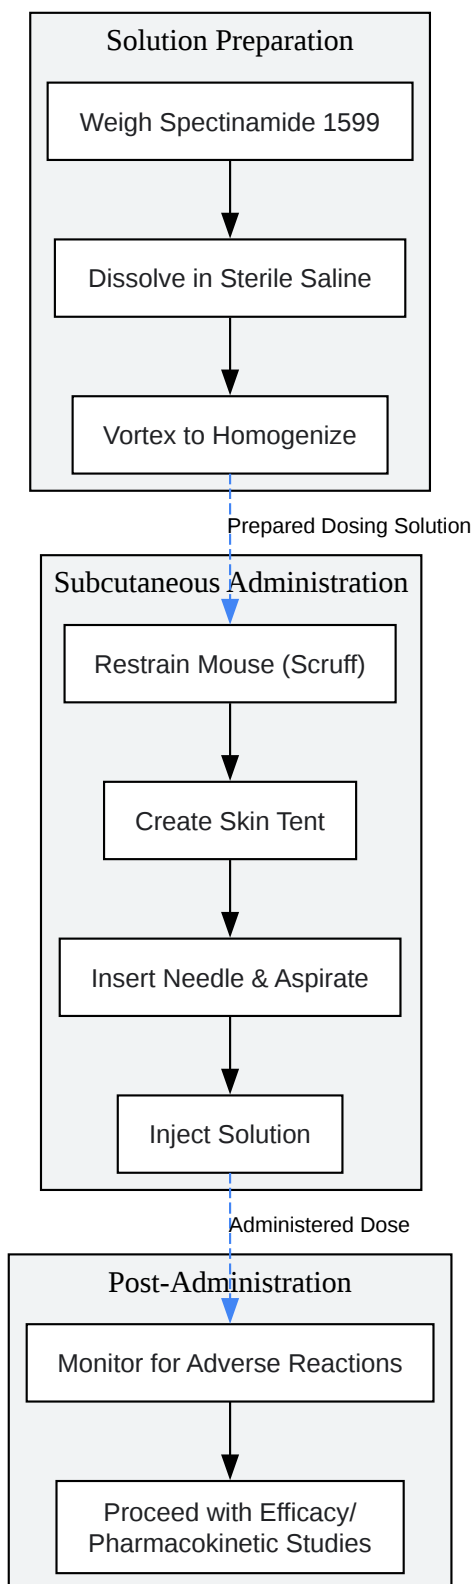 Solution Preparation
Weigh Spectinamide 1599
Dissolve in Sterile Saline
Vortex to Homogenize
Prepared Dosing Solution
Subcutaneous Administration
Restrain Mouse (Scruff)
Create Skin Tent
Insert Needle & Aspirate
Inject Solution
Administered Dose
Post-Administration
Monitor for Adverse Reactions
Proceed with Efficacy/
Pharmacokinetic Studies